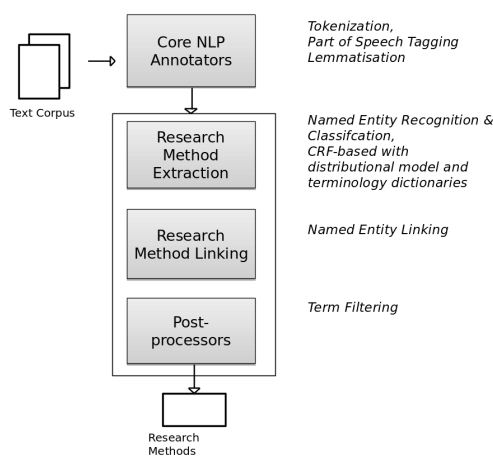 Core NLP
Annotators
Tokenization,
Part of Speech Tagging
Lemmatisation
Text Corpus
Research
Method
Extraction
Named Entity Recognition &
Classifcation,
CRF-based with
distributional model and
terminology dictionaries
Research
Method Linking
Named Entity Linking
Post-
processors
Term Filtering
Research
Methods